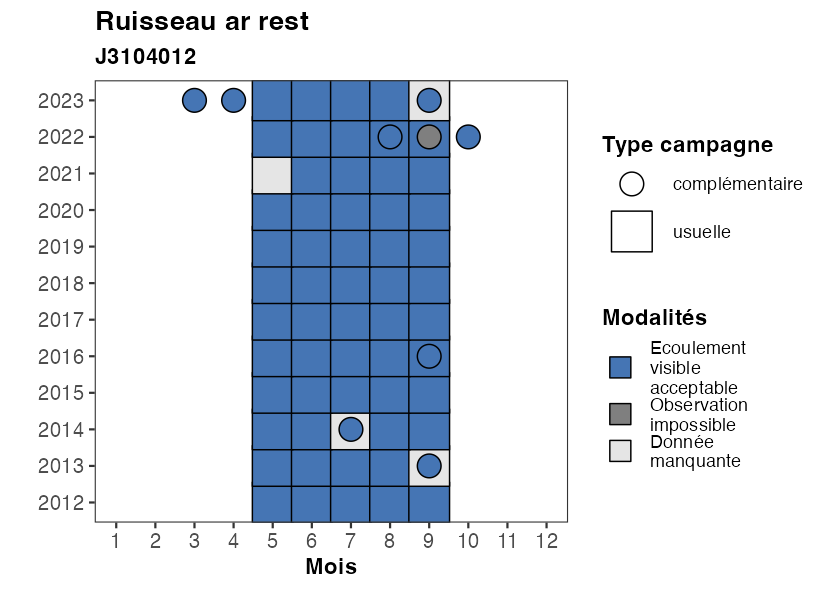 Ruisseau ar rest
J3104012
2023
2022
2021
2020
2019
2018
2017
2016
2015
2014
2013
2012
1 2 3 4 5 6 7 8 9 10 11 12
Mois
Type campagne
complémentaire
usuelle
Modalités
Ecoulement
visible
acceptable
Observation
impossible
Donnée
manquante